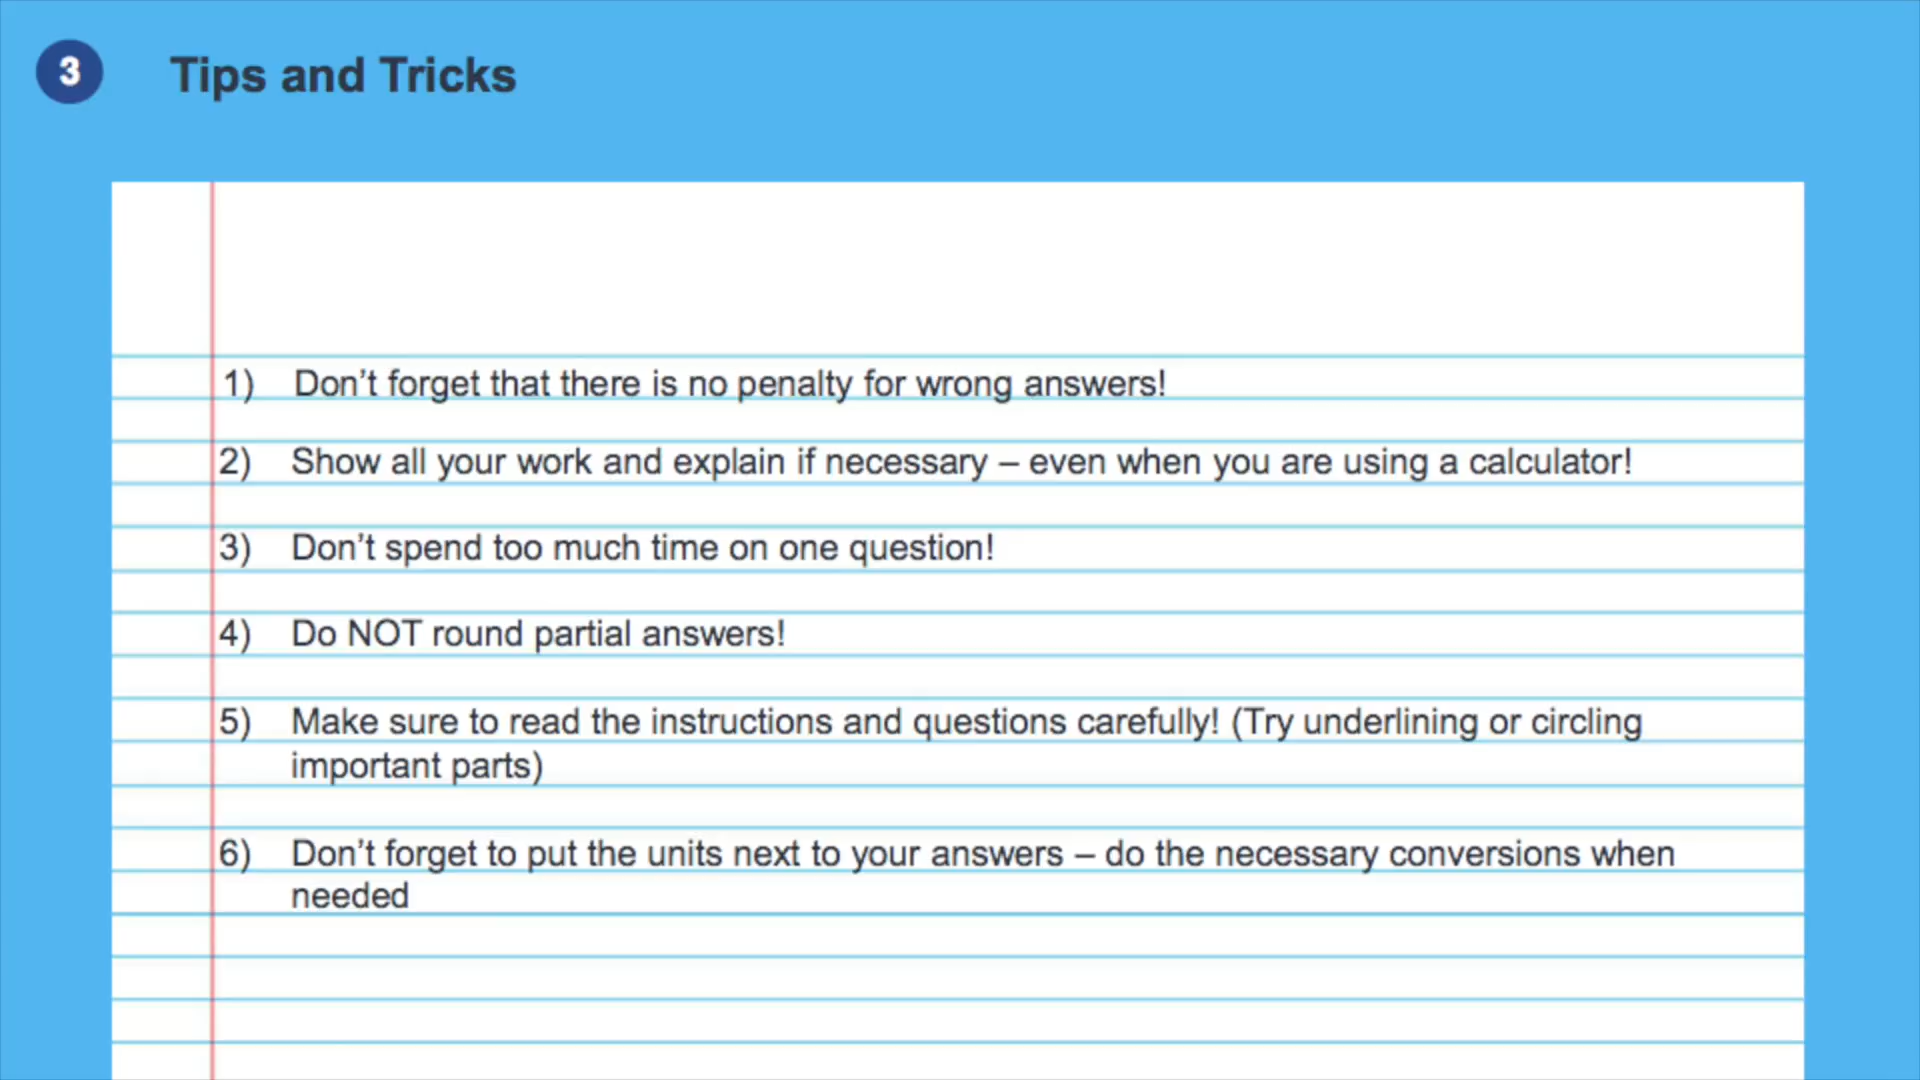 3 Tips and Tricks
1) Don’t forget that there is no penalty for wrong answers!
2) Show all your work and explain if necessary – even when you are using a calculator!
3) Don’t spend too much time on one question!
4) Do NOT round partial answers!
5) Make sure to read the instructions and questions carefully! (Try underlining or circling
important parts)
6) Don’t forget to put the units next to your answers – do the necessary conversions when
needed